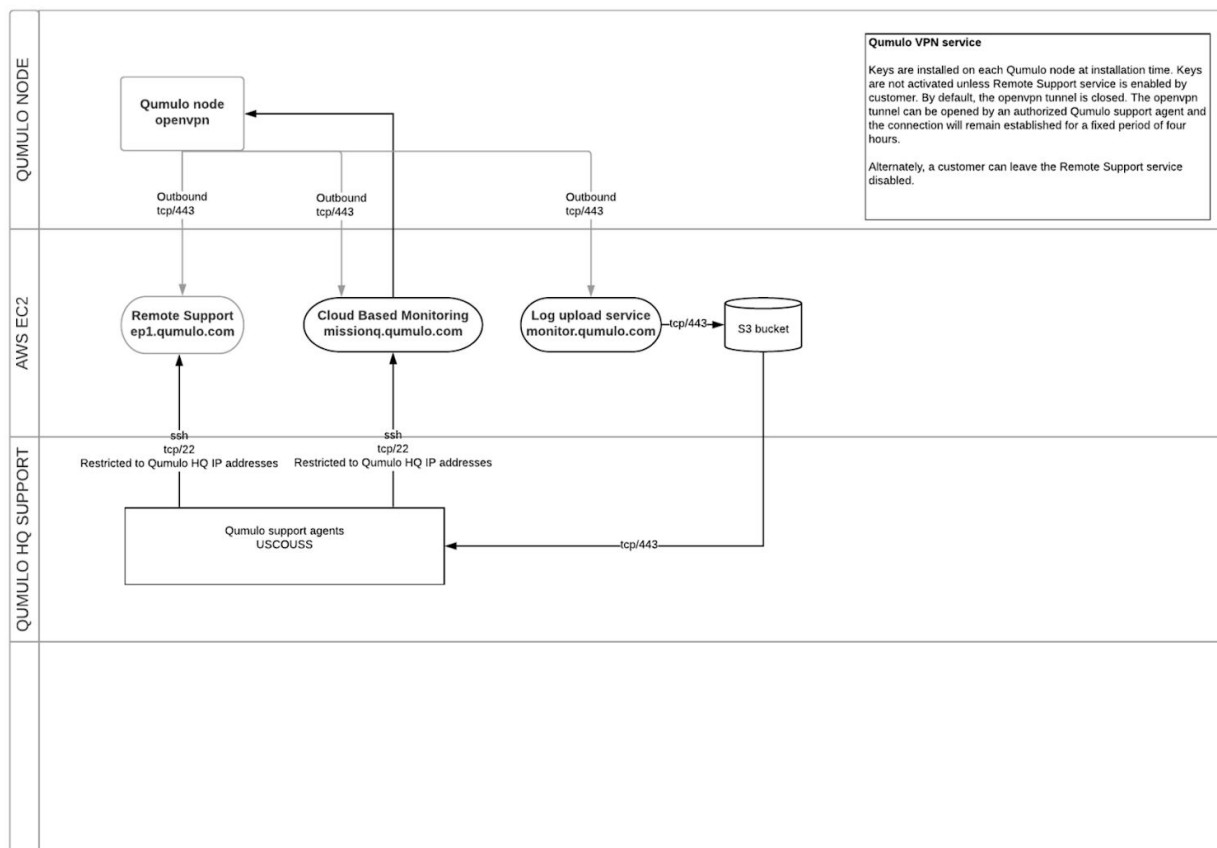 QUMULO NODE
Qumulo node
openvpn
Outbound
tcp/443
Outbound
tcp/443
Outbound
tcp/443
Qumulo VPN service
Keys are installed on each Qumulo node at installation time. Keys
are not activated unless Remote Support service is enabled by
customer. By default, the openvpn tunnel is closed. The openvpn
tunnel can be opened by an authorized Qumulo support agent and
the connection will remain established for a fixed period of four
hours.
Alternately, a customer can leave the Remote Support service
disabled.
AWS EC2
Remote Support
ep1.qumulo.com
Cloud Based Monitoring
missionq.qumulo.com
Log upload service
monitor.qumulo.com
tcp/443
S3 bucket
ssh
tcp/22
Restricted to Qumulo HQ IP addresses
ssh
tcp/22
Restricted to Qumulo HQ IP addresses
QUMULO HQ SUPPORT
Qumulo support agents
USCOUSS
tcp/443